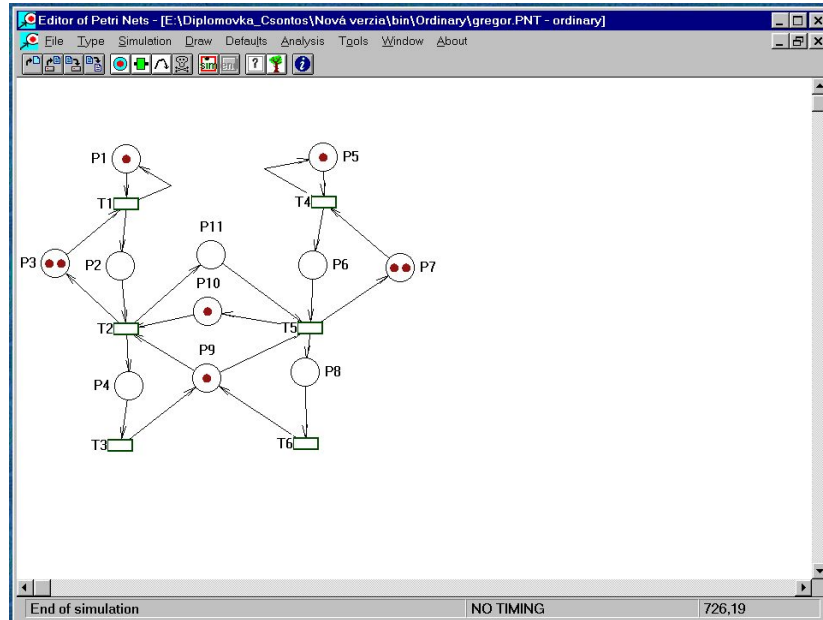 Editor of Petri Nets - [E:\Diplomovka_Csontos\Nová verzia\bin\Ordinary\gregor.PNT - ordinary]
File Type Simulation Draw Defaults Analysis Tools Window About
sim
?
i
P1
P5
T1
T4
P11
P3
P2
P6
P7
P10
T2
T5
P9
P4
P8
T3
T6
End of simulation
NO TIMING
726,19